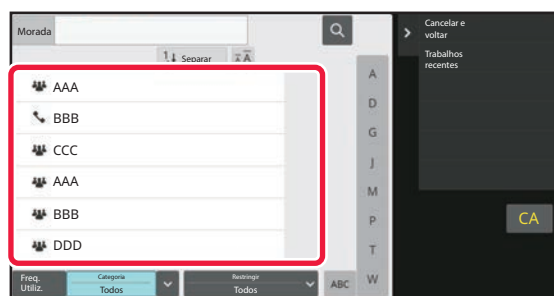 Morada
Separar
AAA
BBB
CCC
AAA
BBB
DDD
A
D
G
J
M
P
T
W
Freq.
Utiliz.
Categoria
Todos
Restringir
Todos
ABC
Cancelar e
voltar
Trabalhos
recentes
CA